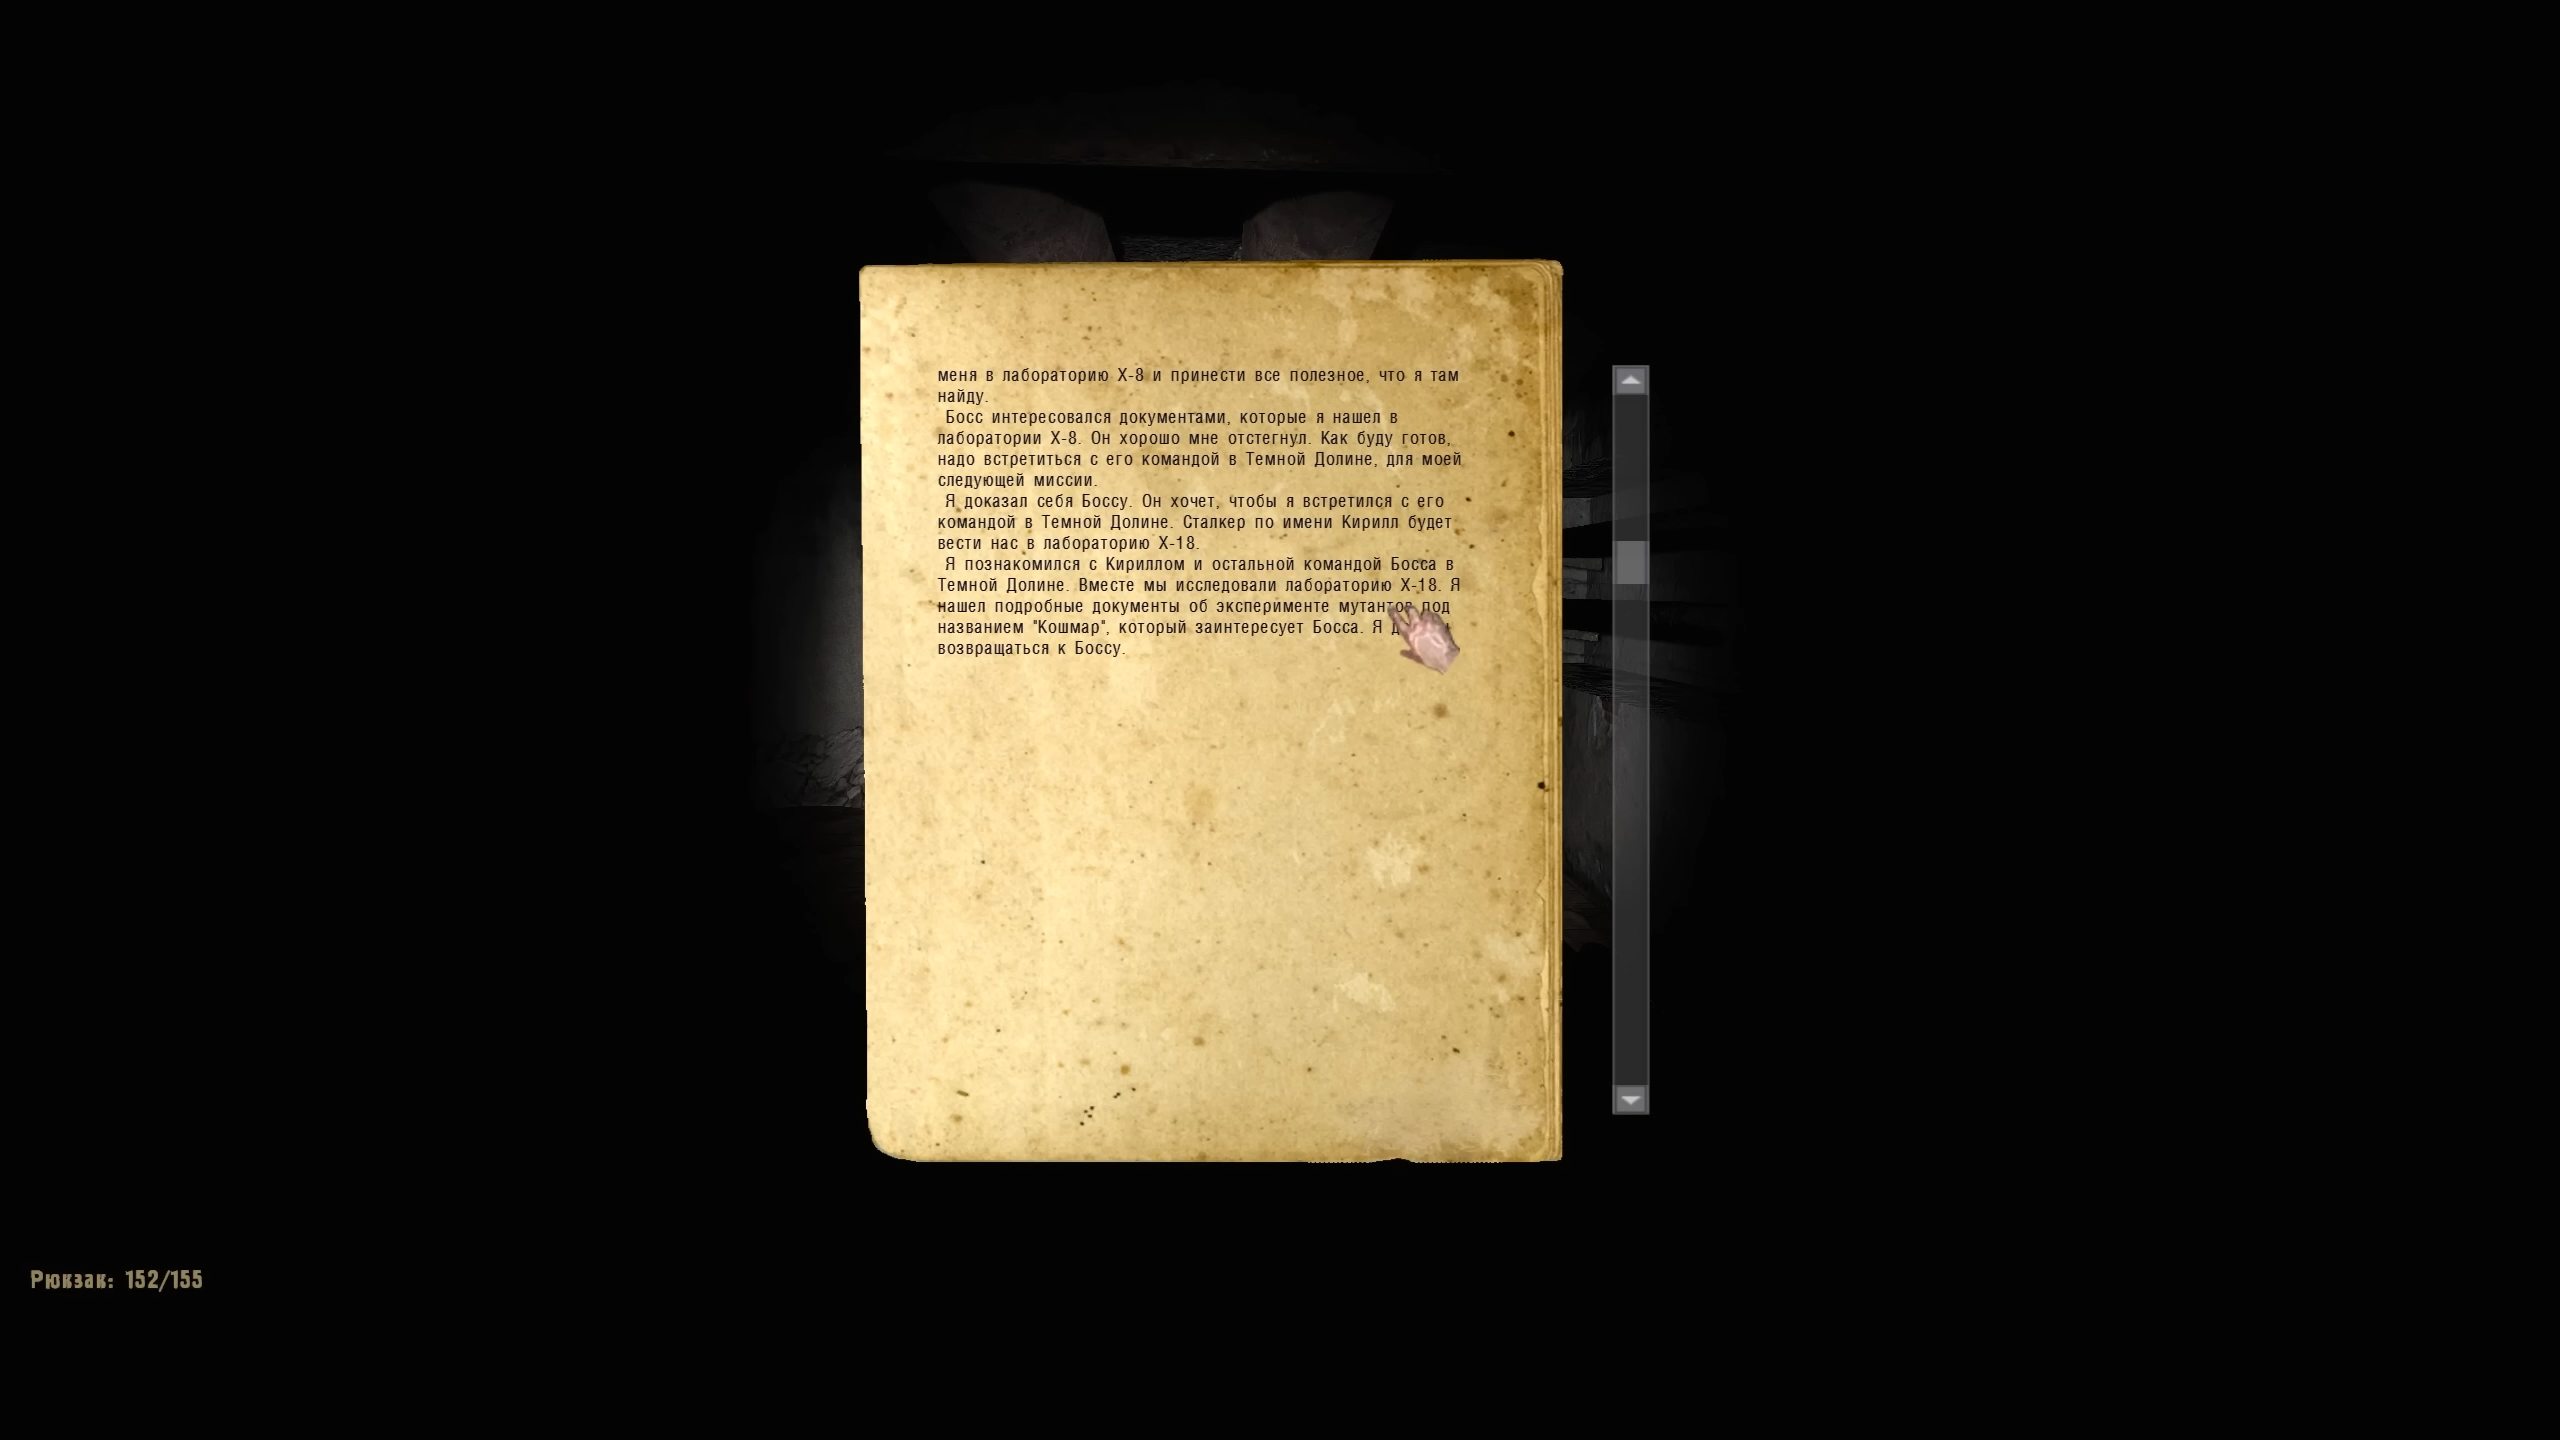 меня в лабораторию Х-8 и принести все полезное, что я там
найду.
Босс интересовался документами, которые я нашел в
лаборатории Х-8. Он хорошо мне отстегнул. Как буду готов,
надо встретиться с его командой в Темной Долине, для моей
следующей миссии.
Я доказал себя Боссу. Он хочет, чтобы я встретился с его
командой в Темной Долине. Сталкер по имени Кирилл будет
вести нас в лабораторию Х-18.
Я познакомился с Кириллом и остальной командой Босса в
Темной Долине. Вместе мы исследовали лабораторию Х-18. Я
нашел подробные документы об эксперименте мутантов под
названием "Кошмар", который заинтересует Босса. Я
возвращаться к Боссу.
Рюкзак: 152/155